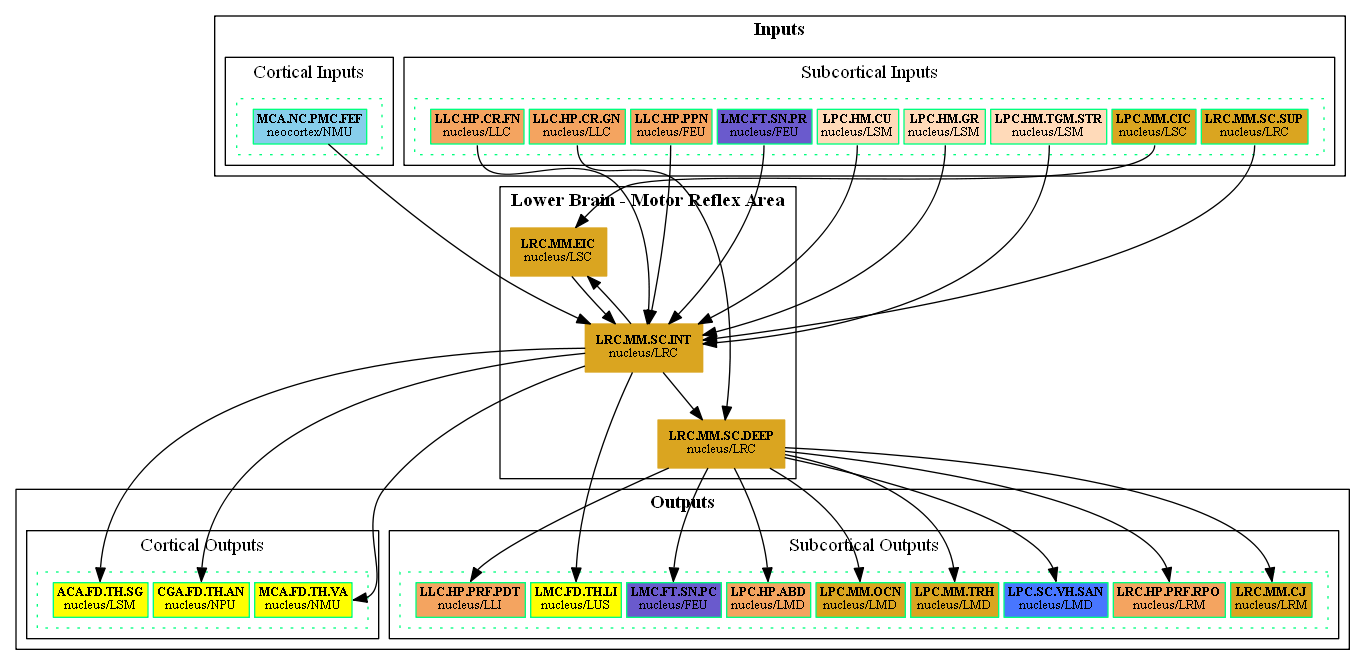 Inputs
Cortical Inputs
Subcortical Inputs
MCA.NC.PMC.FEF
neocortex/NMU
LLC.HP.CR.FN
nucleus/LLC
LLC.HP.CR.GN
nucleus/LLC
LLC.HP.PPN
nucleus/FEU
LMC.FT.SN.PR
nucleus/FEU
LPC.HM.CU
nucleus/LSM
LPC.HM.GR
nucleus/LSM
LPC.HM.TGM.STR
nucleus/LSM
LPC.MM.CIC
nucleus/LSC
LRC.MM.SC.SUP
nucleus/LRC
Lower Brain - Motor Reflex Area
LRC.MM.EIC
nucleus/LSC
LRC.MM.SC.INT
nucleus/LRC
LRC.MM.SC.DEEP
nucleus/LRC
Outputs
Cortical Outputs
Subcortical Outputs
ACA.FD.TH.SG
nucleus/LSM
CGA.FD.TH.AN
nucleus/NPU
MCA.FD.TH.VA
nucleus/NMU
LLC.HP.PRF.PDT
nucleus/LLI
LMC.FD.TH.LI
nucleus/LUS
LMC.FT.SN.PC
nucleus/FEU
LPC.HP.ABD
nucleus/LMD
LPC.MM.OCN
nucleus/LMD
LPC.MM.TRH
nucleus/LMD
LPC.SC.VH.SAN
nucleus/LMD
LRC.HP.PRF.RPO
nucleus/LRM
LRC.MM.CJ
nucleus/LRM